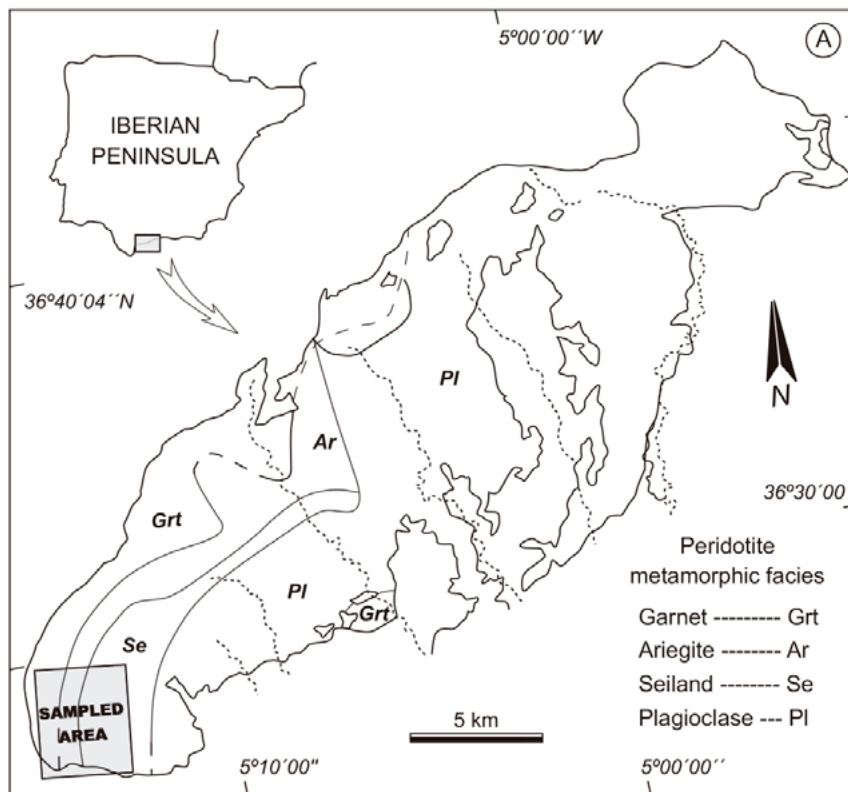 5º00´00´´W
A
IBERIAN
PENINSULA
36º40´04´´N
N
Pl
Ar
Grt
36º30´00
Peridotite
metamorphic facies
Pl
Grt
Garnet --------- Grt
Ariegite -------- Ar
Se
Seiland -------- Se
Plagioclase --- Pl
SAMPLED
AREA
5 km
5º10´00"
5º00´00´´